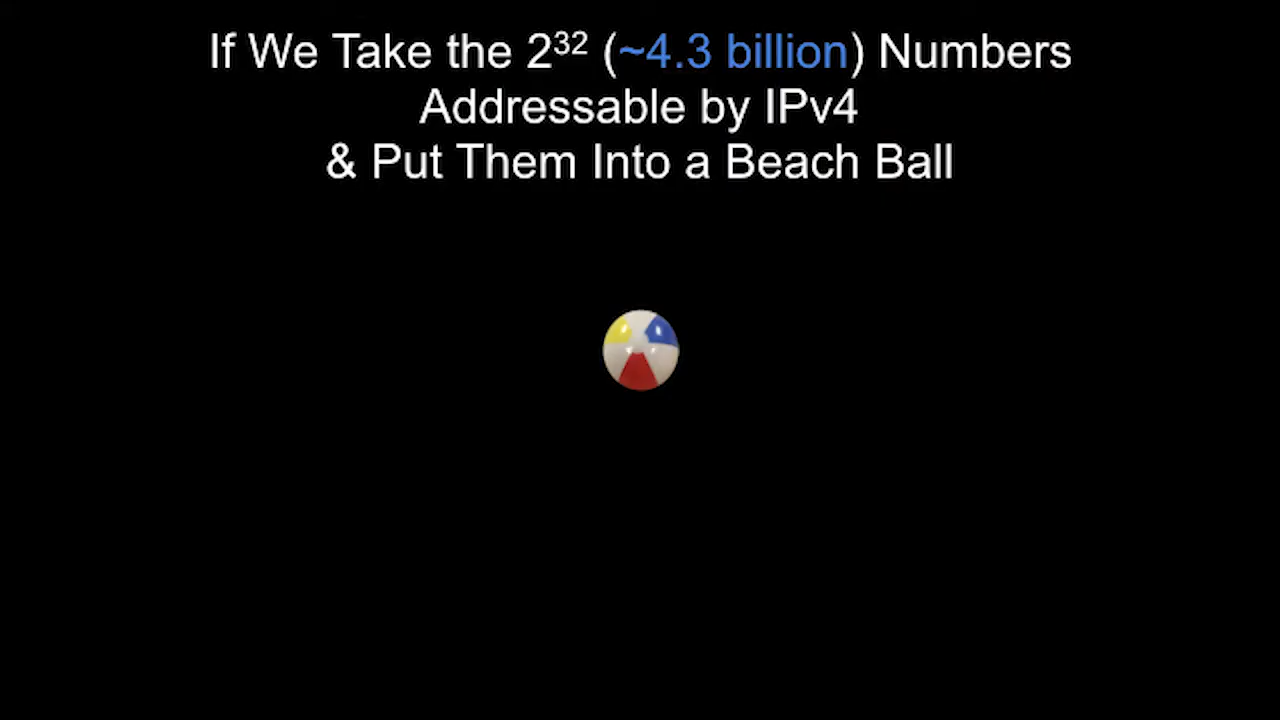 If We Take the 2³² (~4.3 billion) Numbers
Addressable by IPv4
& Put Them Into a Beach Ball